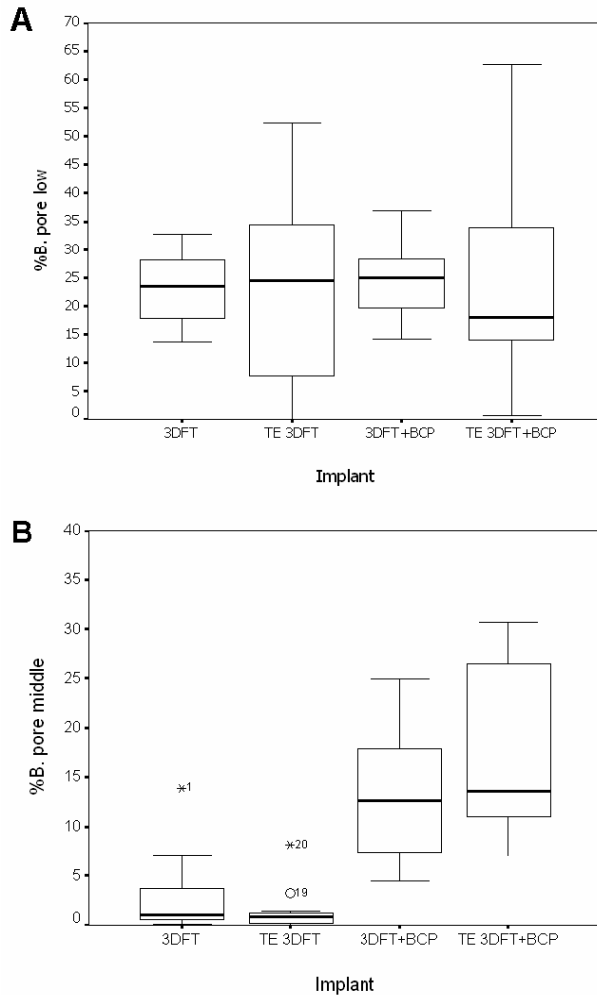 A
%B. pore low
70
65
60
55
50
45
40
35
30
25
20
15
10
5
0
3DFT
TE 3DFT
3DFT+BCP
TE 3DFT+BCP
Implant
B
%B. pore middle
40
30
25
20
15
10
5
0
*1
*20
19
3DFT
TE 3DFT
3DFT+BCP
TE 3DFT+BCP
Implant